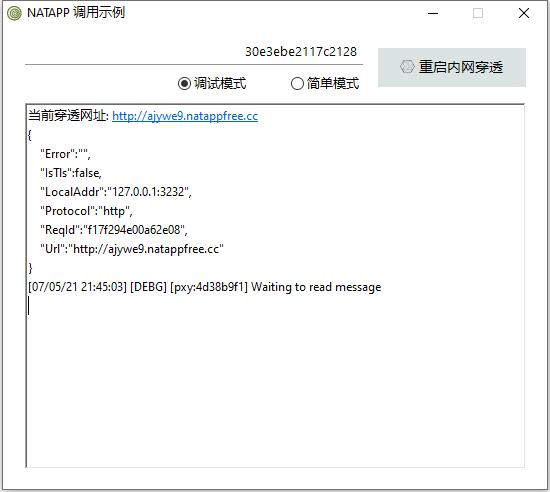 NATAPP 调用示例
30e3ebe2117c2128
重启内网穿透
调试模式
简单模式
当前穿透网址: http://ajywe9.natappfree.cc
{
"Error":"",
"IsTls":false,
"LocalAddr":"127.0.0.1:3232",
"Protocol":"http",
"ReqId":"f17f294e00a62e08",
"Url":"http://ajywe9.natappfree.cc"
}
[07/05/21 21:45:03] [DEBG] [pxy:4d38b9f1] Waiting to read message